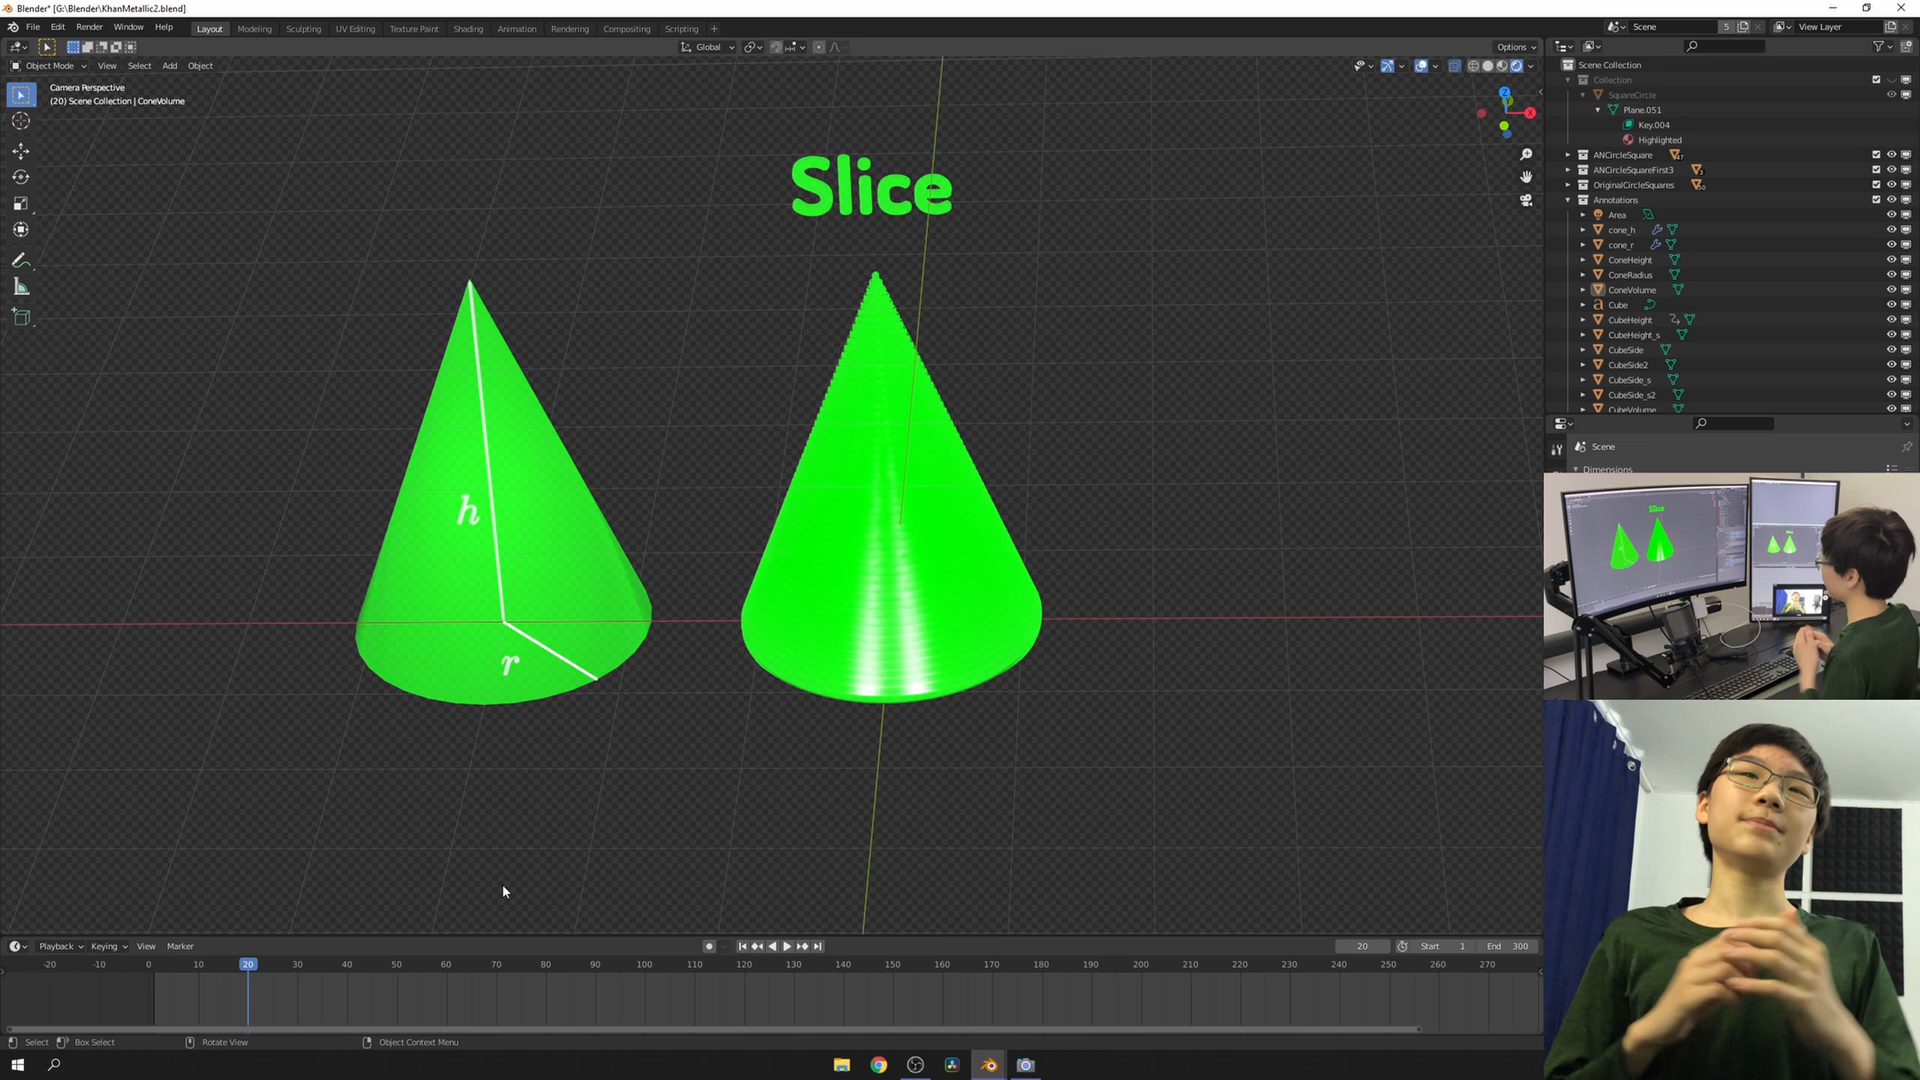 Blender* [G:\Blender\KhanMetallic2.blend]
File Edit Render Window Help
Layout Modeling Sculpting UV Editing Texture Paint Shading Animation Rendering Compositing Scripting +
Scene 5 View Layer
Global Options
Object Mode View Select Add Object
Camera Perspective
(20) Scene Collection | ConeVolume
Slice
h
r
Z
X
Scene Collection
Collection
SquareCircle
Plane.051
Key.004
Highlighted
ANCircleSquare 47
ANCircleSquareFirst3 3
OriginalCircleSquares 50
Annotations
Area
cone_h
cone_r
ConeHeight
ConeRadius
ConeVolume
Cube
CubeHeight
CubeHeight_s
CubeSide
CubeSide2
CubeSide_s
CubeSide_s2
CubeVolume
Scene
Dimensions
Slice
Playback Keying View Marker
20 Start 1 End 300
-20 -10 0 10 20 30 40 50 60 70 80 90 100 110 120 130 140 150 160 170 180 190 200 210 220 230 240 250 260 270
Select Box Select Rotate View Object Context Menu